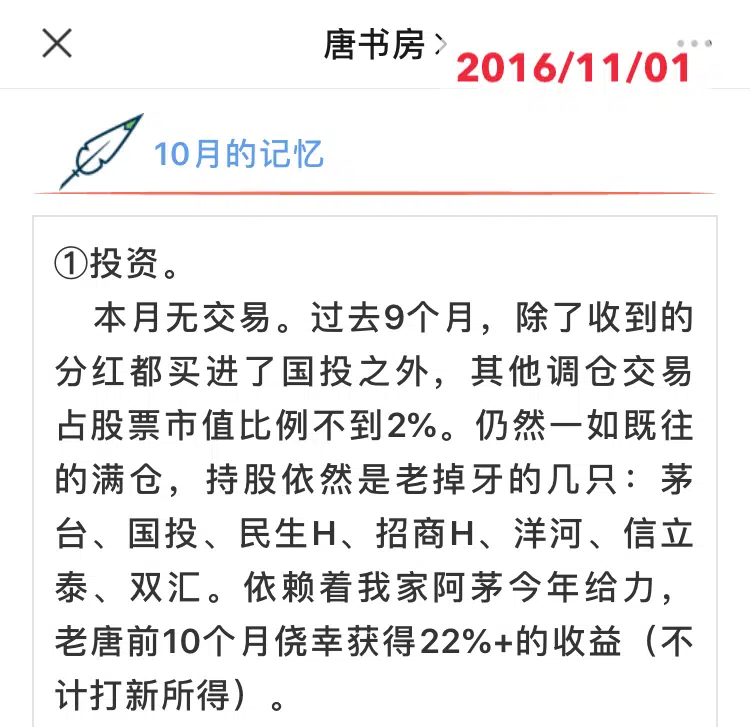 唐书房
2016/11/01
10月的记忆
①投资。
本月无交易。过去9个月，除了收到的
分红都买进了国投之外，其他调仓交易
占股票市值比例不到2%。仍然一如既往
的满仓，持股依然是老掉牙的几只：茅
台、国投、民生H、招商H、洋河、信立
泰、双汇。依赖着我家阿茅今年给力，
老唐前10个月侥幸获得22%+的收益（不
计打新所得）。